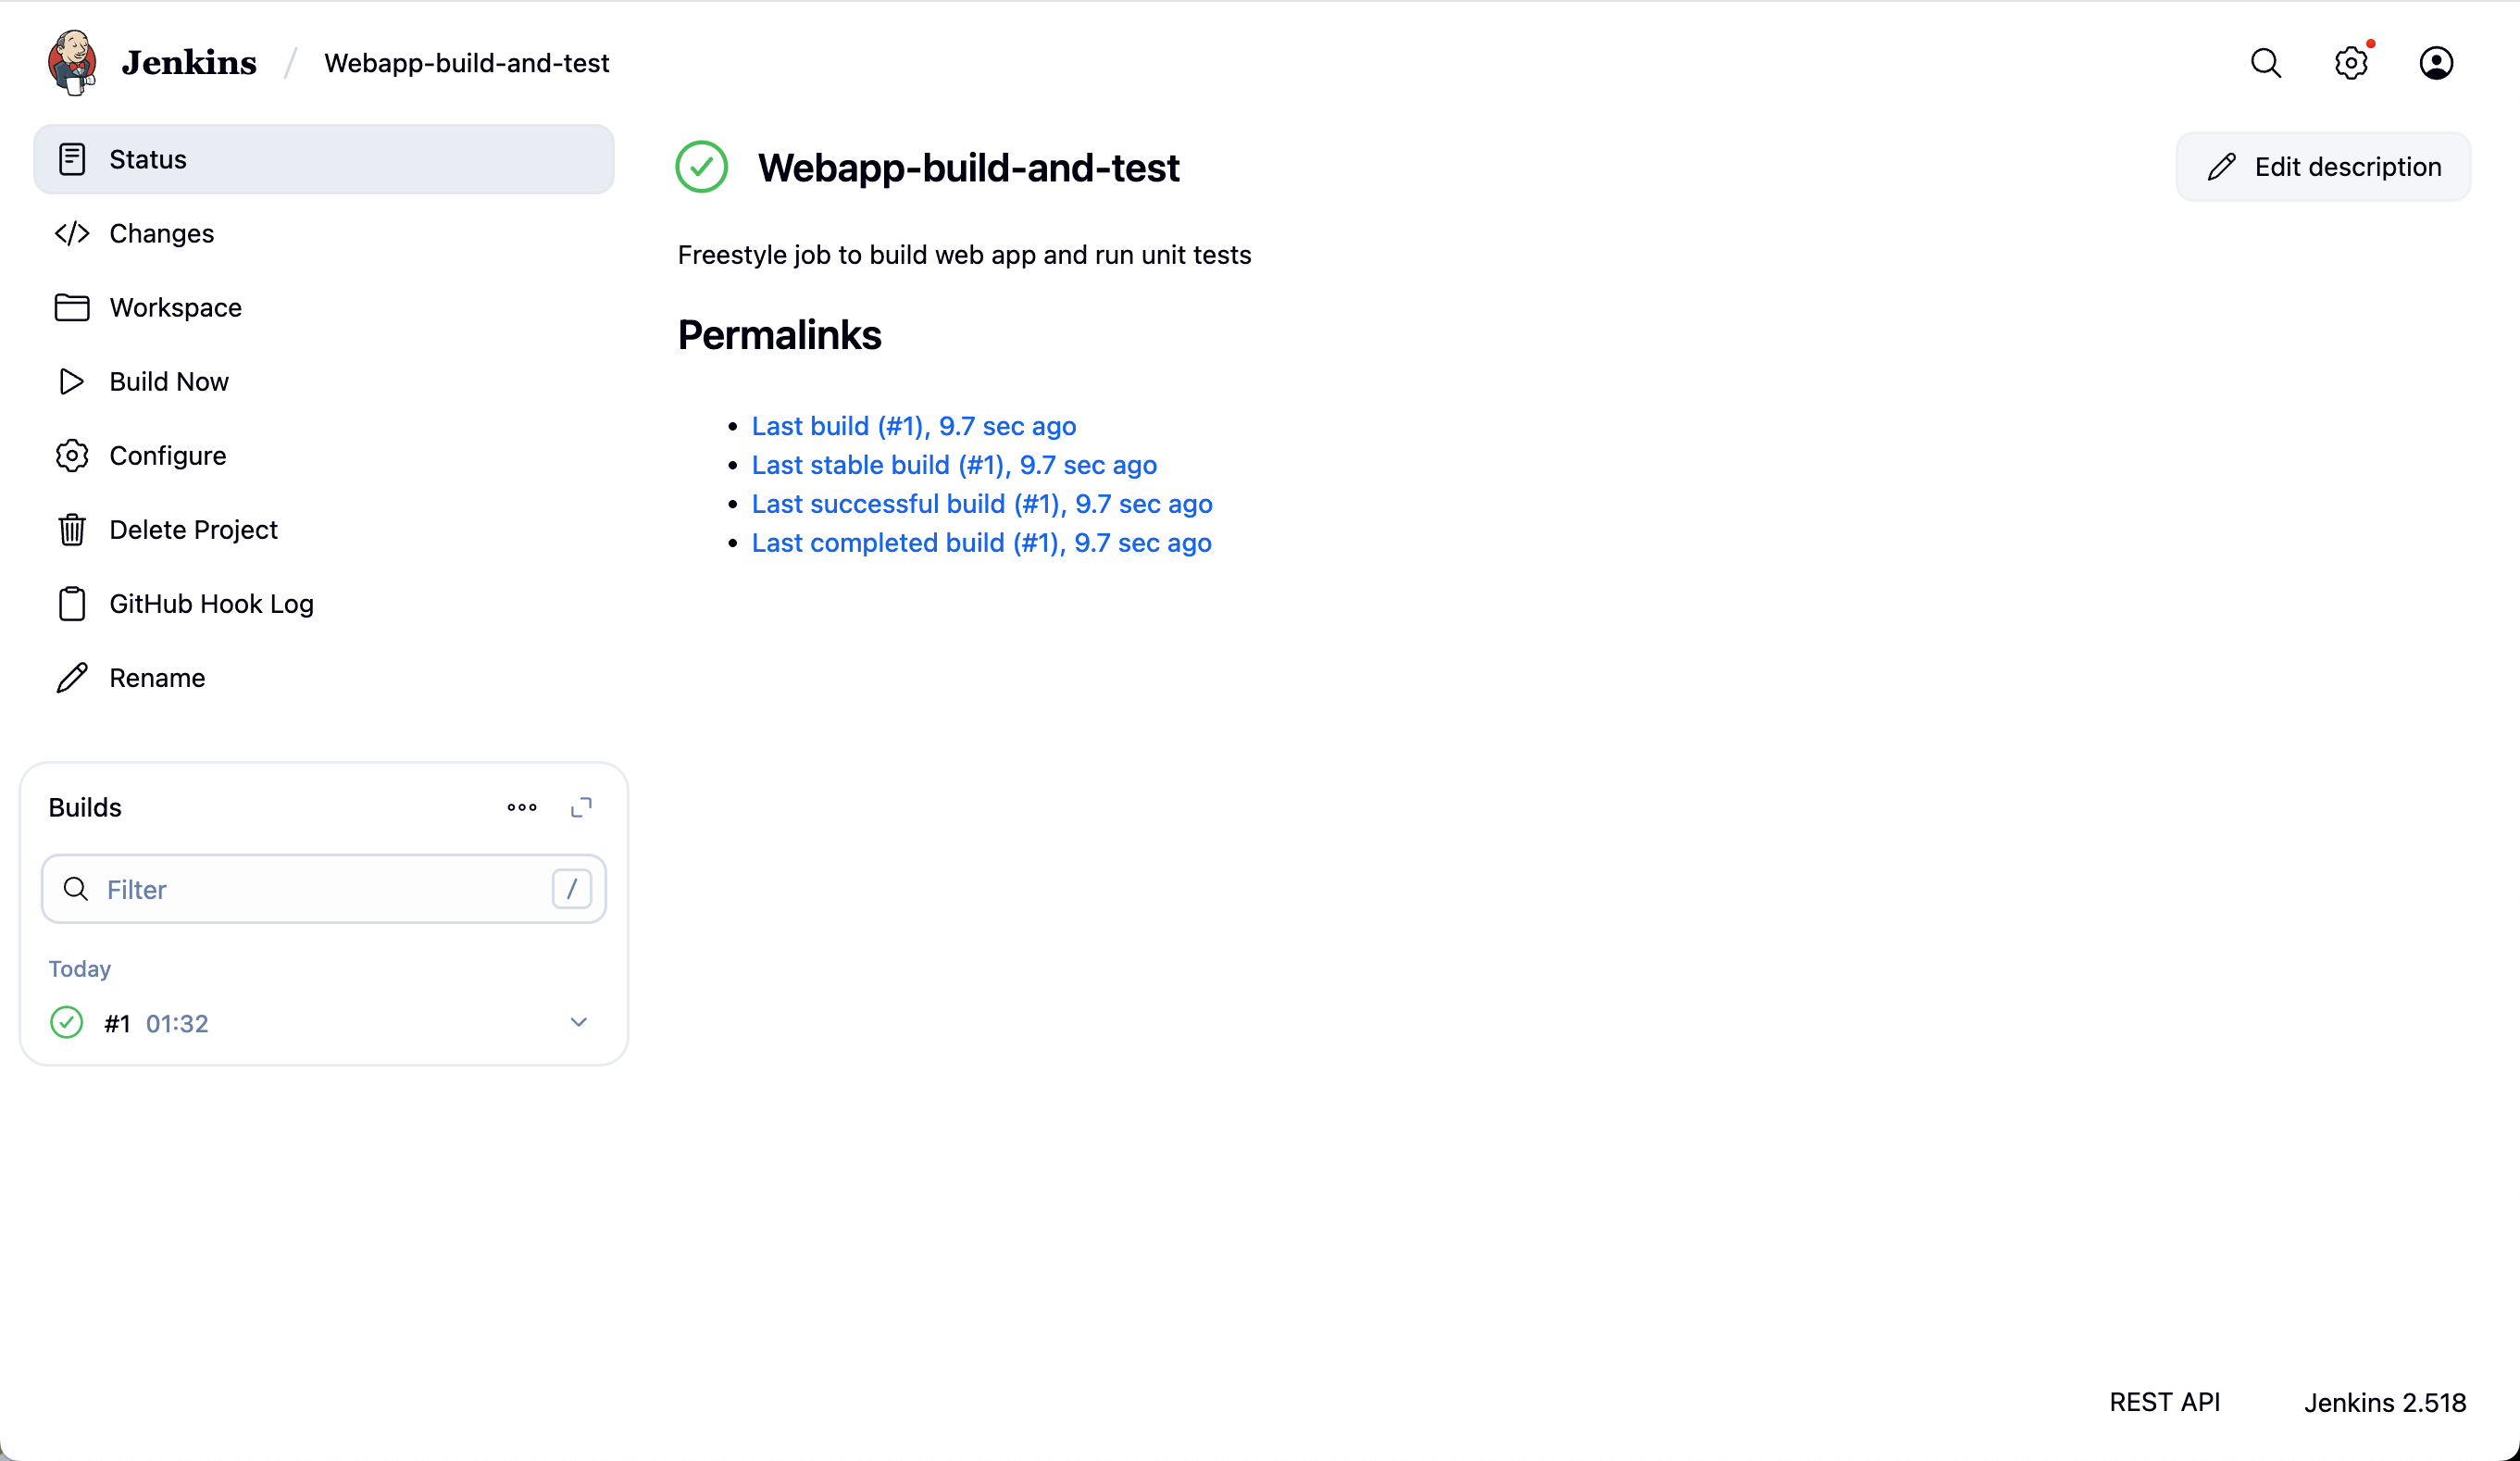 Jenkins / Webapp-build-and-test
Status
Changes
Workspace
Build Now
Configure
Delete Project
GitHub Hook Log
Rename
Builds
Filter /
Today
#1 01:32
Webapp-build-and-test
Edit description
Freestyle job to build web app and run unit tests
Permalinks
Last build (#1), 9.7 sec ago
Last stable build (#1), 9.7 sec ago
Last successful build (#1), 9.7 sec ago
Last completed build (#1), 9.7 sec ago
REST API
Jenkins 2.518